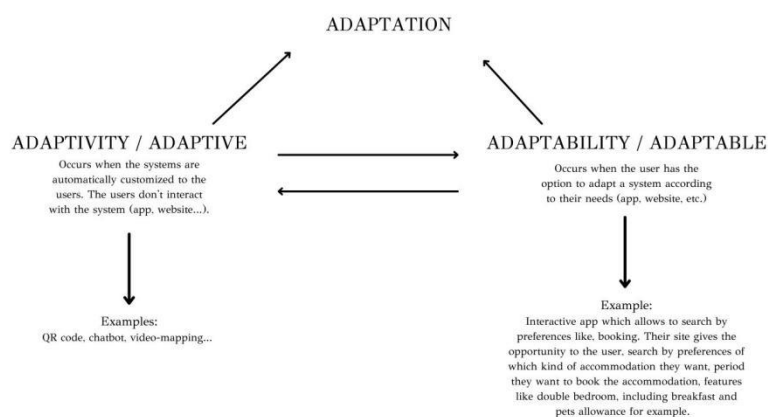 ADAPTATION
ADAPTIVITY / ADAPTIVE
Occurs when the systems are
automatically customized to the
users. The users don't interact
with the system (app, website...).
Examples:
QR code, chatbot, video-mapping...
ADAPTABILITY / ADAPTABLE
Occurs when the user has the
option to adapt a system according
to their needs (app, website, etc.)
Example:
Interactive app which allows to search by
preferences like, booking. Their site gives the
opportunity to the user, search by preferences of
which kind of accommodation they want, period
they want to book the accommodation, features
like double bedroom, including breakfast and
pets allowance for example.